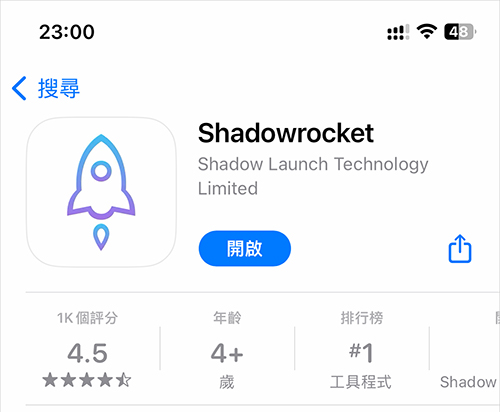 23:00
48
搜尋
Shadowrocket
Shadow Launch Technology
Limited
開啟
1K 個評分
年齡
排行榜
4.5
4+
#1
歲
工具程式
Shadow